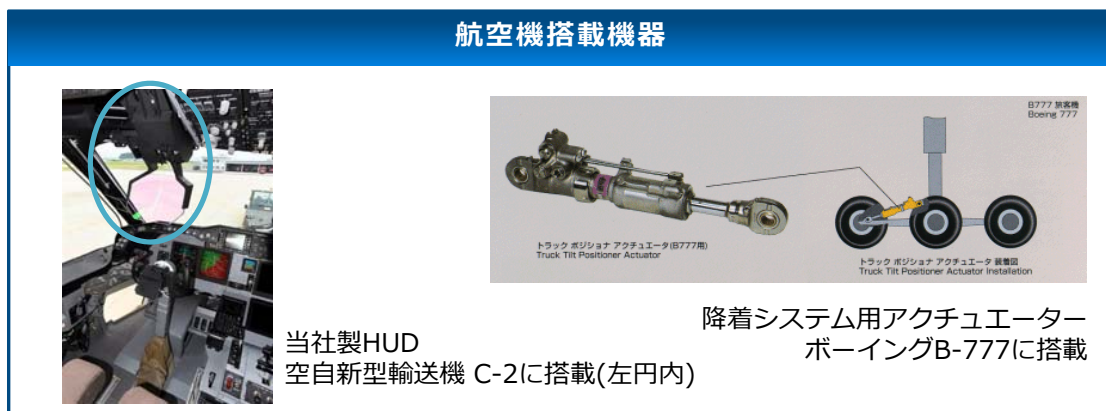 航空機搭載機器
B777 旅客機
Boeing 777
トラック ポジショナ アクチュエータ(B777用)
Truck Tilt Positioner Actuator
トラック ポジショナ アクチュエータ 装着図
Truck Tilt Positioner Actuator Installation
当社製HUD
空自新型輸送機 C-2に搭載(左円内)
降着システム用アクチュエーター
ボーイングB-777に搭載